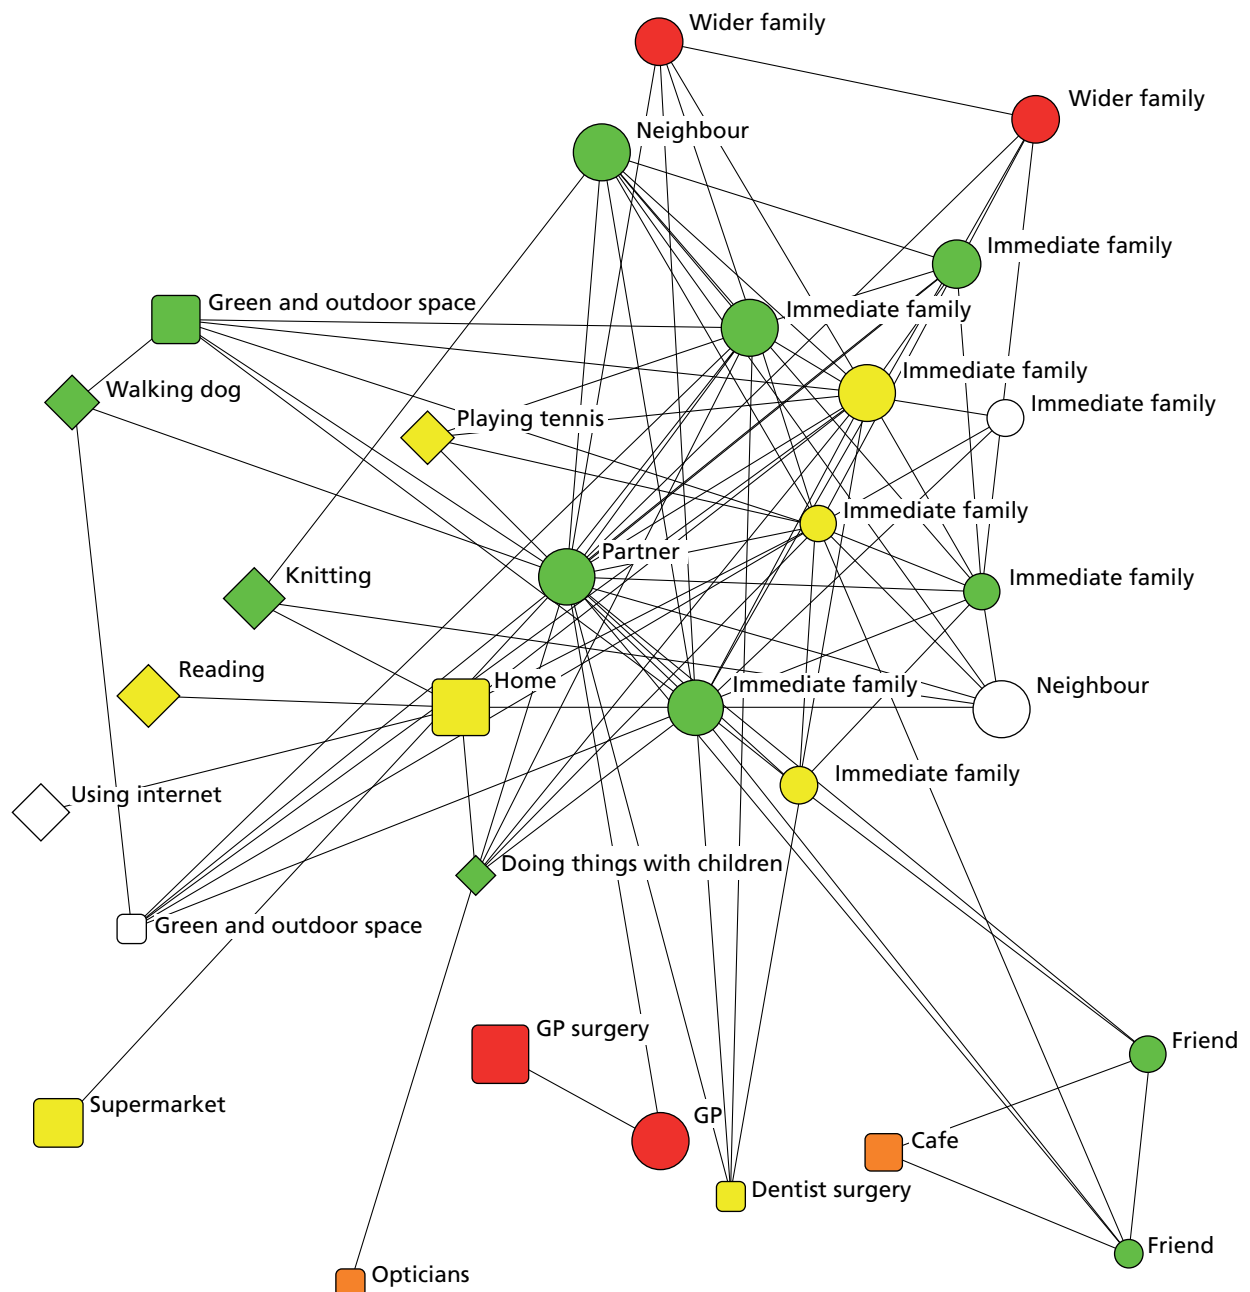 Wider family
Wider family
Neighbour
Immediate family
Green and outdoor space
Immediate family
Immediate family
Walking dog
Immediate family
Playing tennis
Immediate family
Partner
Knitting
Immediate family
Reading
Home
Immediate family
Neighbour
Immediate family
Using internet
Doing things with children
Green and outdoor space
GP surgery
Friend
Supermarket
GP
Cafe
Dentist surgery
Friend
Opticians